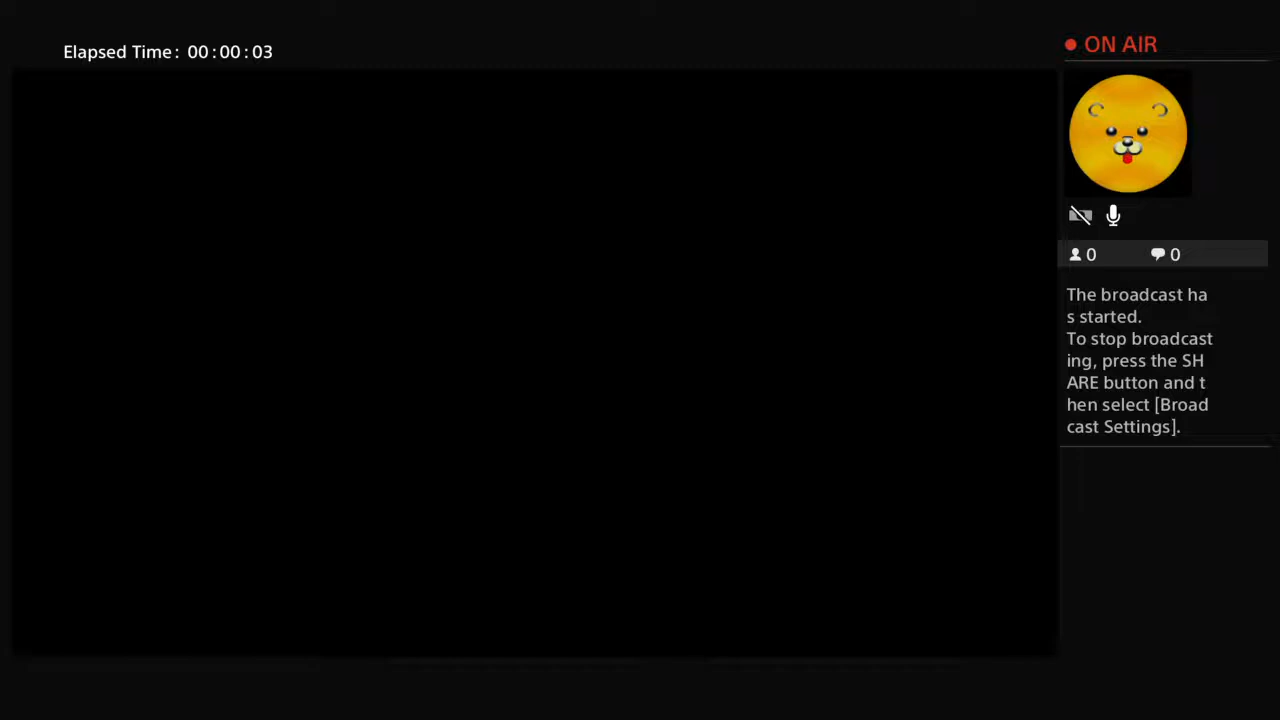 Elapsed Time: 00:00:03
ON AIR
0 0
The broadcast ha
s started.
To stop broadcast
ing, press the SH
ARE button and t
hen select [Broad
cast Settings].